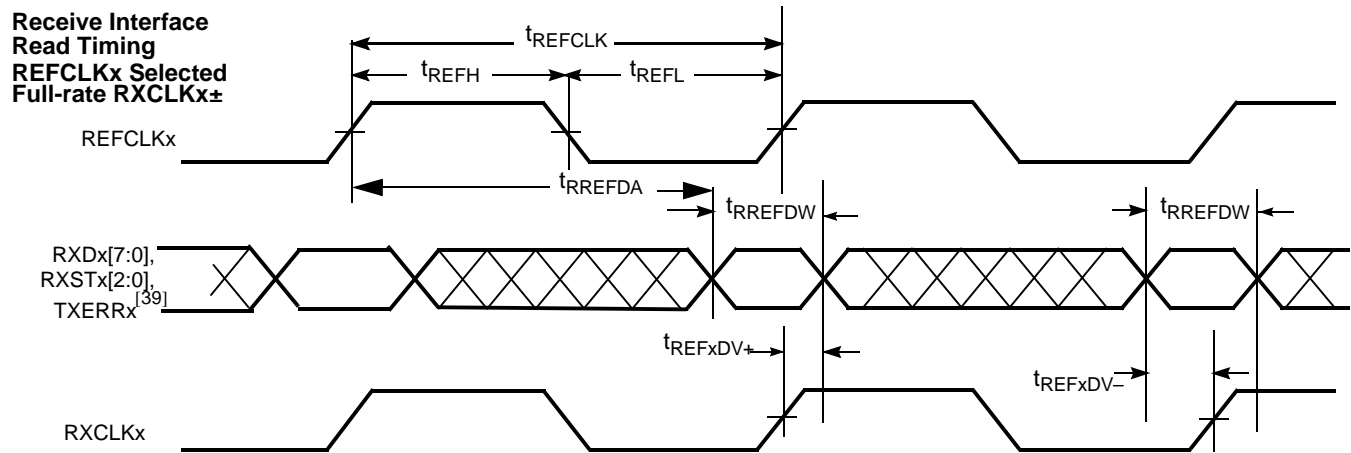 Receive Interface
Read Timing
REFCLKx Selected
Full-rate RXCLKx±
tREFCLK
tREFH
tREFL
REFCLKx
tRREFDA
tRREFDW
tRREFDW
RXDx[7:0],
RXSTx[2:0],
TXERRx[39]
tREFxDV+
tREFxDV–
RXCLKx